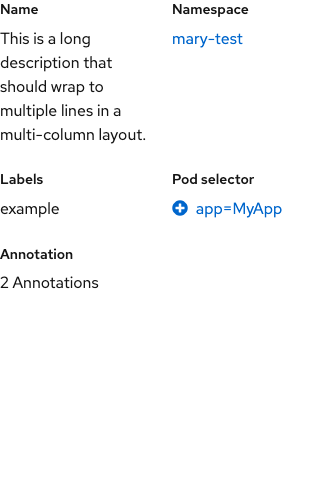 Name
This is a long
description that
should wrap to
multiple lines in a
multi-column layout.
Namespace
mary-test
Labels
example
Pod selector
app=MyApp
Annotation
2 Annotations